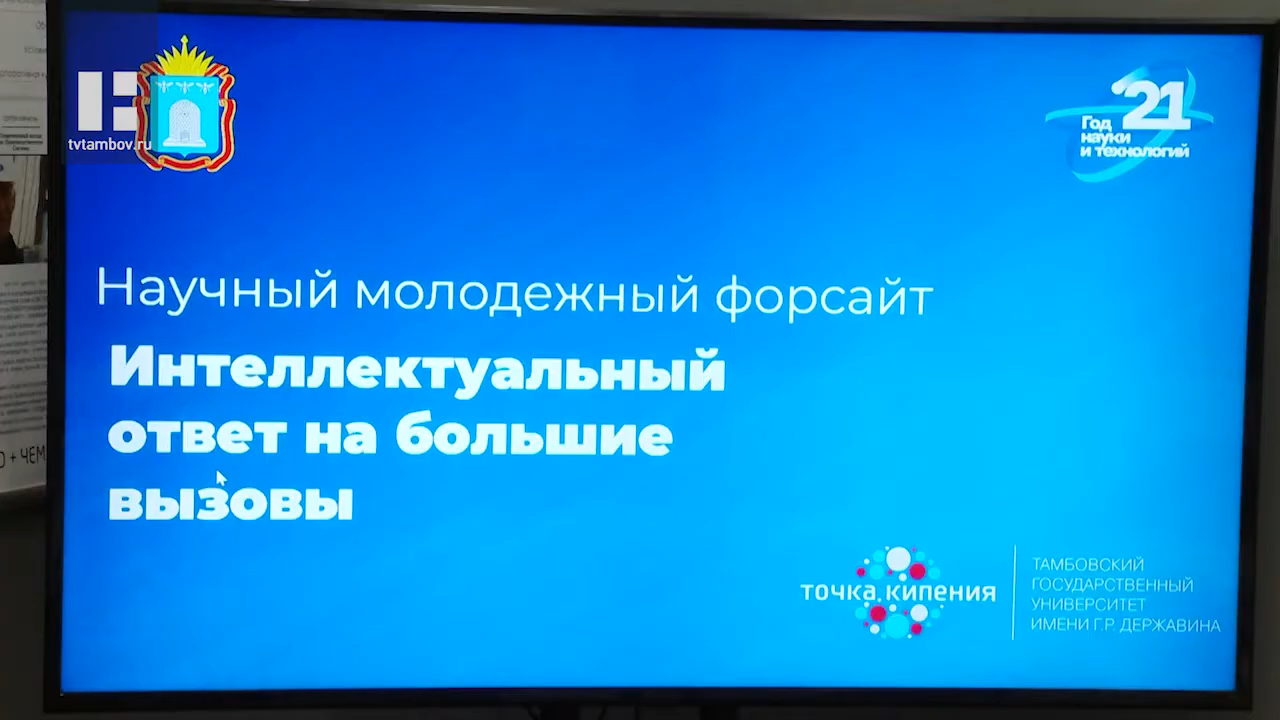 tvtambov.ru
'21
Год
науки
и технологий
Научный молодежный форсайт
Интеллектуальный
ответ на большие
вызовы
точка кипения
ТАМБОВСКИЙ
ГОСУДАРСТВЕННЫЙ
УНИВЕРСИТЕТ
ИМЕНИ Г.Р. ДЕРЖАВИНА
+ ЧЕМ